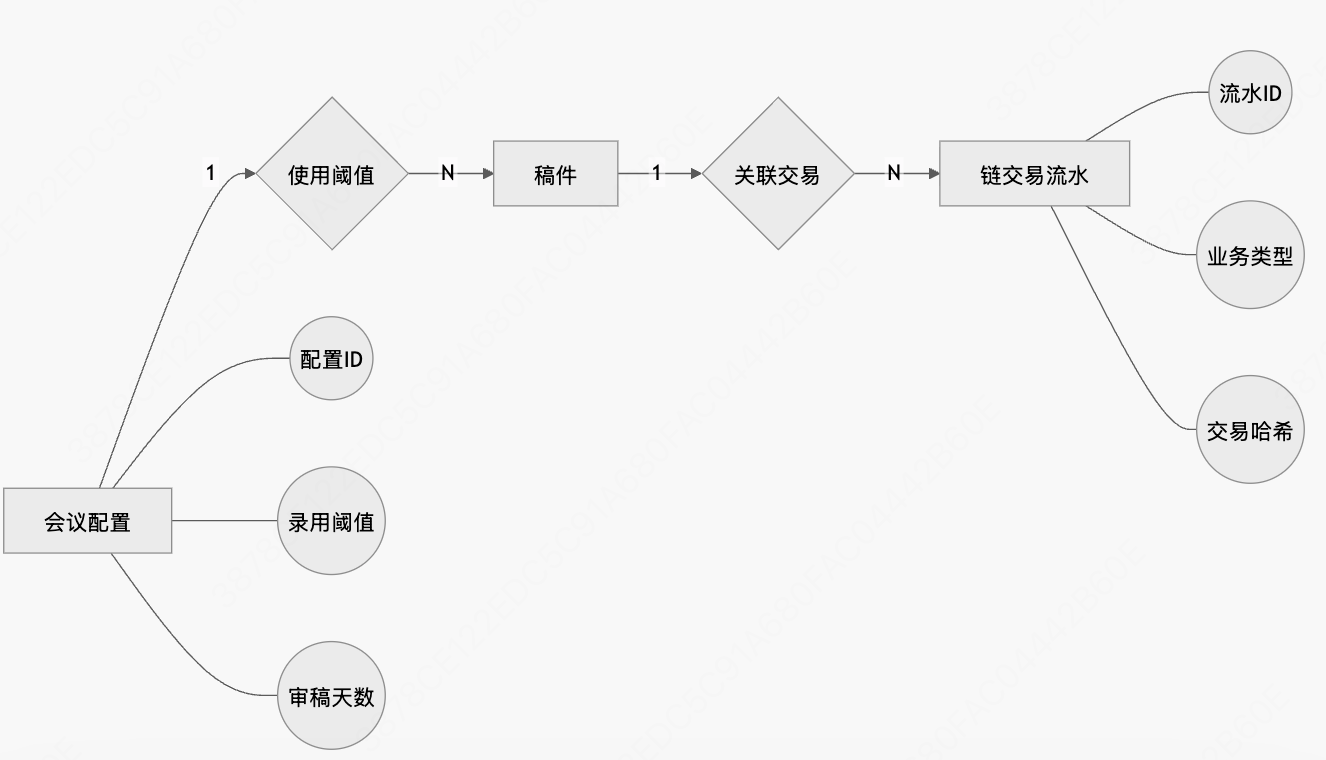 流水ID
1
使用阈值
N
稿件
1
关联交易
N
链交易流水
业务类型
配置ID
交易哈希
会议配置
录用阈值
审稿天数